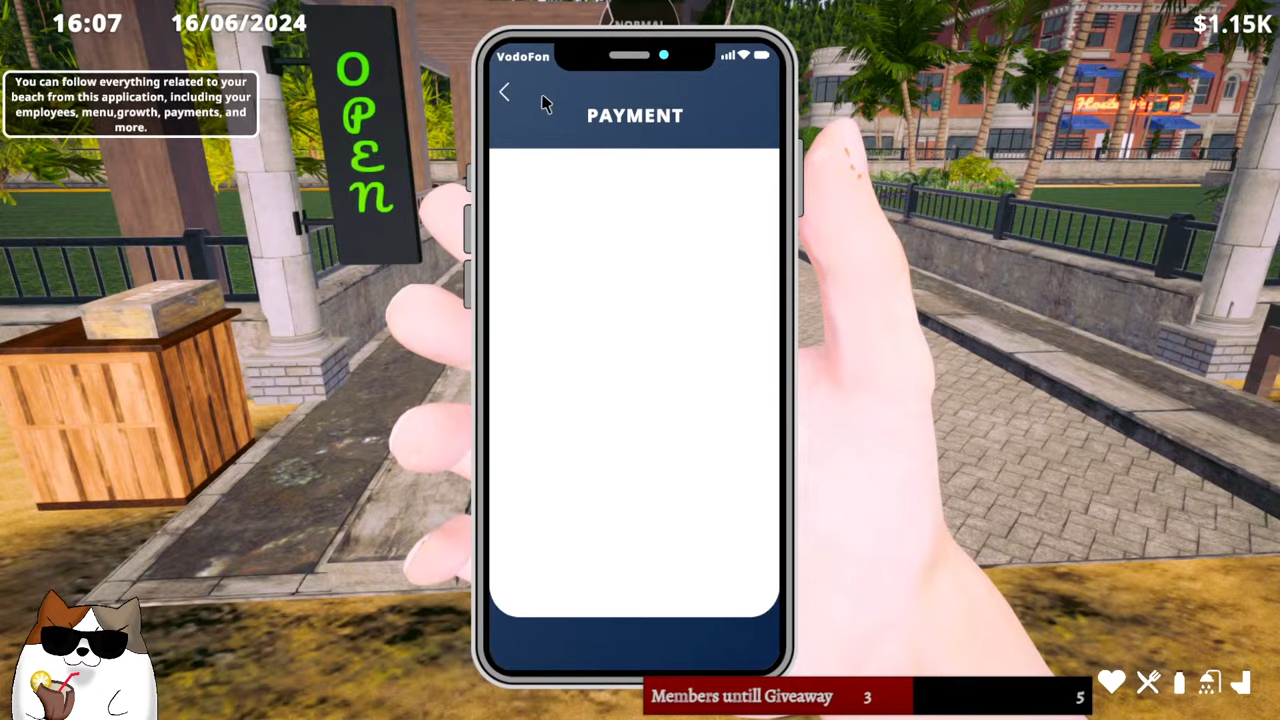 16:07
16/06/2024
$1.15K
NORMAL
You can follow everything related to your
beach from this application, including your
employees, menu,growth, payments, and
more.
OPEN
VodoFon
PAYMENT
Members untill Giveaway 3 5